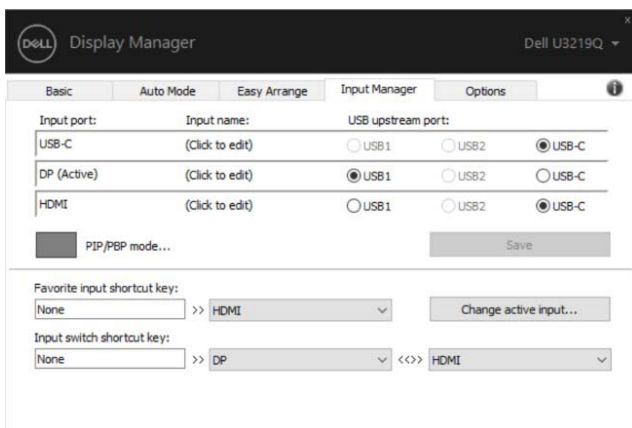 DELL Display Manager Dell U3219Q
x
Basic Auto Mode Easy Arrange Input Manager Options i
Input port: Input name: USB upstream port:
USB-C (Click to edit) USB1 USB2 USB-C
DP (Active) (Click to edit) USB1 USB2 USB-C
HDMI (Click to edit) USB1 USB2 USB-C
PIP/PBP mode... Save
Favorite input shortcut key:
None >> HDMI Change active input...
Input switch shortcut key:
None >> DP <<>> HDMI